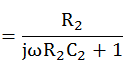 = R₂ / (jωR₂C₂ + 1)